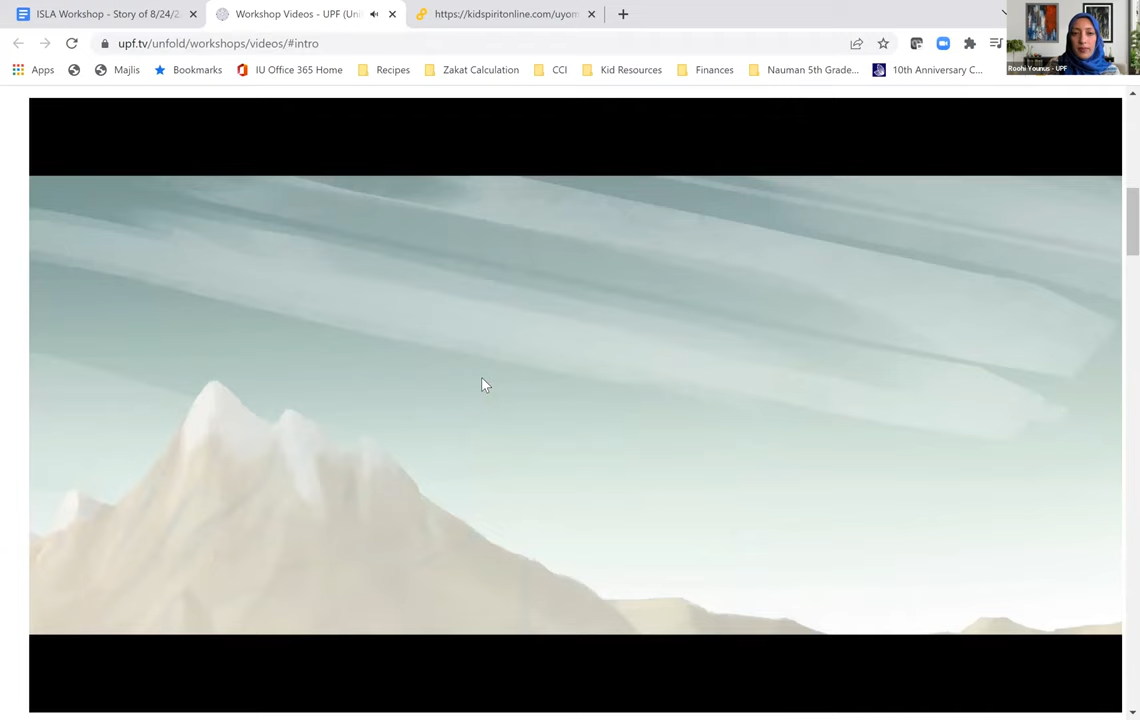 ISLA Workshop - Story of 8/24/2
Workshop Videos - UPF (Uni
https://kidspiritonline.com/uyom
upf.tv/unfold/workshops/videos/#intro
Apps
Majlis
Bookmarks
IU Office 365 Home
Recipes
Zakat Calculation
CCI
Kid Resources
Finances
Nauman 5th Grade...
10th Anniversary C...
Roohi Younus - UPF